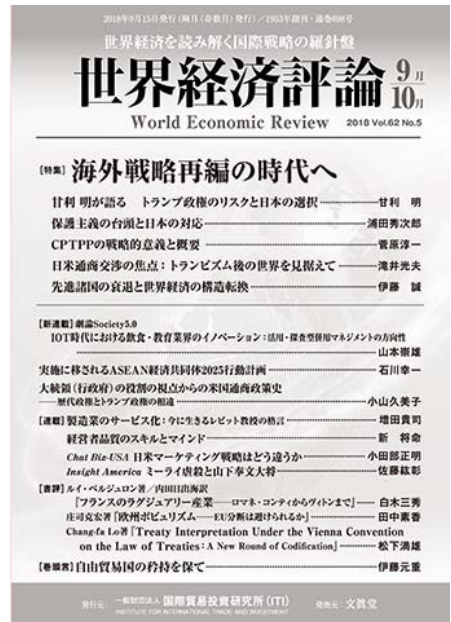 2018年9月15日発行(隔月(奇数月)発行)/1953年創刊・通巻698号
世界経済を読み解く国際戦略の羅針盤
世界経済評論 9月10月
World Economic Review 2018 Vol.62 No.5
[特集] 海外戦略再編の時代へ
甘利 明が語る トランプ政権のリスクと日本の選択 甘利 明
保護主義の台頭と日本の対応 浦田秀次郎
CPTPPの戦略的意義と概要 菅原淳一
日米通商交渉の焦点:トランピズム後の世界を見据えて 滝井光夫
先進諸国の衰退と世界経済の構造転換 伊藤 誠
[新連載] 劇論Society5.0
IOT時代における飲食・教育業界のイノベーション:活用・探査型併用マネジメントの方向性
山本崇雄
実施に移されるASEAN経済共同体2025行動計画 石川幸一
大統領(行政府)の役割の視点からの米国通商政策史
──歴代政権とトランプ政権の相違 小山久美子
[連載] 製造業のサービス化:今に生きるレビット教授の格言 増田貴司
経営者品質のスキルとマインド 新 将命
Chat Biz-USA 日米マーケティング戦略はどう違うか 小田部正明
Insight America ミーライ虐殺と山下奉文大将 佐藤紘彰
[書評] ルイ・ベルジュロン著/内田日出海訳
『フランスのラグジュアリー産業──ロマネ・コンティからヴィトンまで』 白木三秀
庄司克宏著『欧州ポピュリズム──EU分断は避けられるか』 田中素香
Chang-fa Lo著『Treaty Interpretation Under the Vienna Convention
on the Law of Treaties: A New Round of Codification』 松下満雄
[巻頭言] 自由貿易国の矜持を保て 伊藤元重
発行元: 一般財団法人 国際貿易投資研究所(ITI) 発売元: 文眞堂
INSTITUTE FOR INTERNATIONAL TRADE AND INVESTMENT